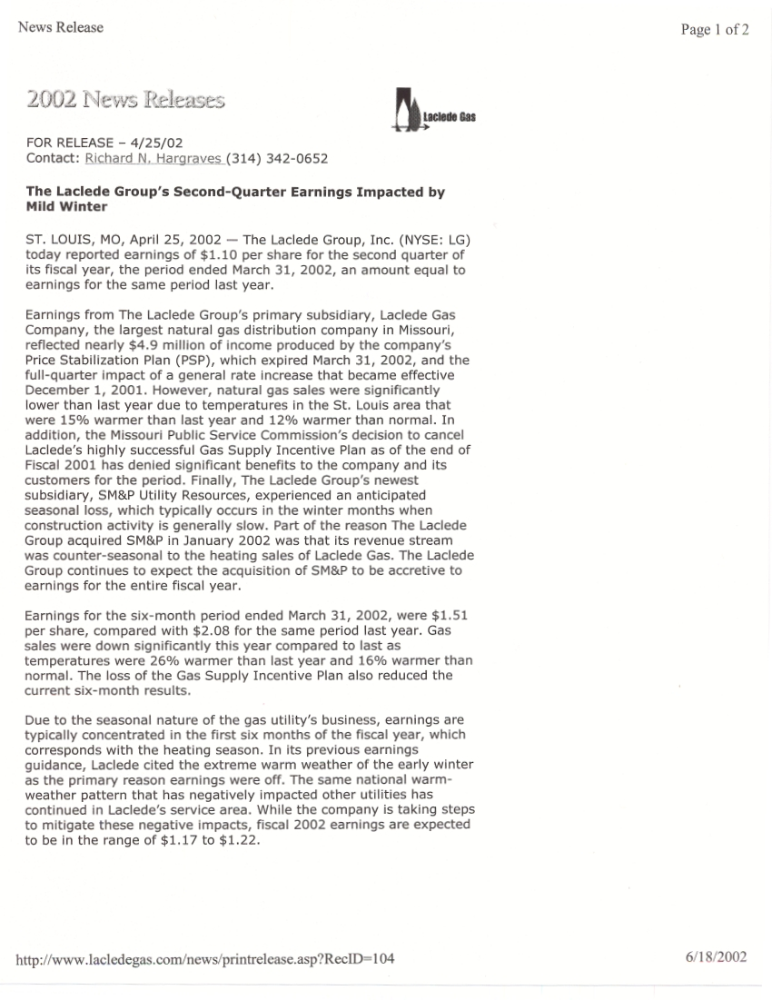 News Release
Page 1 of 2
2002 News Releases
Laclede Gas
FOR RELEASE – 4/25/02
Contact: Richard N. Hargraves (314) 342-0652
The Laclede Group's Second-Quarter Earnings Impacted by
Mild Winter
ST. LOUIS, MO, April 25, 2002 — The Laclede Group, Inc. (NYSE: LG)
today reported earnings of $1.10 per share for the second quarter of
its fiscal year, the period ended March 31, 2002, an amount equal to
earnings for the same period last year.
Earnings from The Laclede Group's primary subsidiary, Laclede Gas
Company, the largest natural gas distribution company in Missouri,
reflected nearly $4.9 million of income produced by the company's
Price Stabilization Plan (PSP), which expired March 31, 2002, and the
full-quarter impact of a general rate increase that became effective
December 1, 2001. However, natural gas sales were significantly
lower than last year due to temperatures in the St. Louis area that
were 15% warmer than last year and 12% warmer than normal. In
addition, the Missouri Public Service Commission's decision to cancel
Laclede's highly successful Gas Supply Incentive Plan as of the end of
Fiscal 2001 has denied significant benefits to the company and its
customers for the period. Finally, The Laclede Group's newest
subsidiary, SM&P Utility Resources, experienced an anticipated
seasonal loss, which typically occurs in the winter months when
construction activity is generally slow. Part of the reason The Laclede
Group acquired SM&P in January 2002 was that its revenue stream
was counter-seasonal to the heating sales of Laclede Gas. The Laclede
Group continues to expect the acquisition of SM&P to be accretive to
earnings for the entire fiscal year.
Earnings for the six-month period ended March 31, 2002, were $1.51
per share, compared with $2.08 for the same period last year. Gas
sales were down significantly this year compared to last as
temperatures were 26% warmer than last year and 16% warmer than
normal. The loss of the Gas Supply Incentive Plan also reduced the
current six-month results.
Due to the seasonal nature of the gas utility's business, earnings are
typically concentrated in the first six months of the fiscal year, which
corresponds with the heating season. In its previous earnings
guidance, Laclede cited the extreme warm weather of the early winter
as the primary reason earnings were off. The same national warm-
weather pattern that has negatively impacted other utilities has
continued in Laclede's service area. While the company is taking steps
to mitigate these negative impacts, fiscal 2002 earnings are expected
to be in the range of $1.17 to $1.22.
http://www.lacledegas.com/news/printrelease.asp?RecID=104
6/18/2002